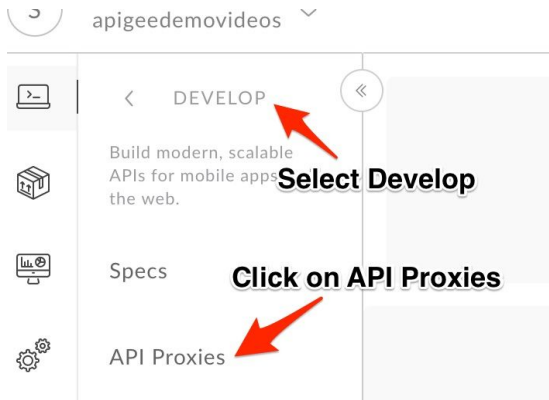 S
apigeedemovideos
DEVELOP
Build modern, scalable
APIs for mobile apps
the web.
Select Develop
Specs
Click on API Proxies
API Proxies